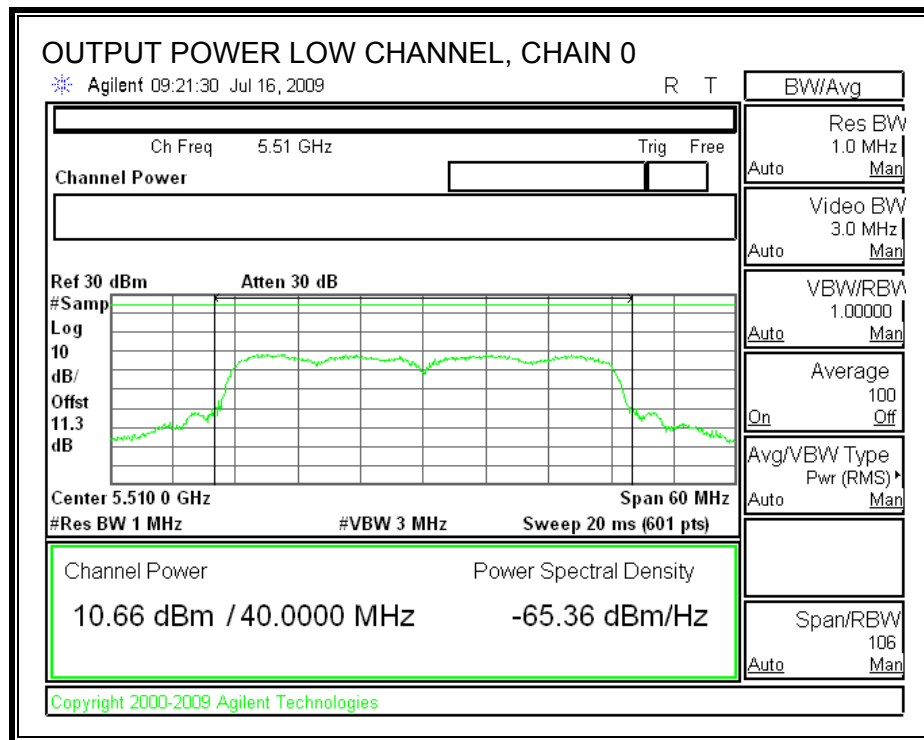 OUTPUT POWER LOW CHANNEL, CHAIN 0
Agilent 09:21:30 Jul 16, 2009 R T
Ch Freq 5.51 GHz Trig Free
Channel Power
Ref 30 dBm Atten 30 dB
#Samp
Log
10
dB/
Offst
11.3
dB
Center 5.510 0 GHz Span 60 MHz
#Res BW 1 MHz #VBW 3 MHz Sweep 20 ms (601 pts)
Channel Power Power Spectral Density
10.66 dBm / 40.0000 MHz -65.36 dBm/Hz
Copyright 2000-2009 Agilent Technologies
BW/Avg
Res BW
1.0 MHz
Auto Man
Video BW
3.0 MHz
Auto Man
VBW/RBW
1.00000
Auto Man
Average
100
On Off
Avg/VBW Type
Pwr (RMS)
Auto Man
Span/RBW
106
Auto Man